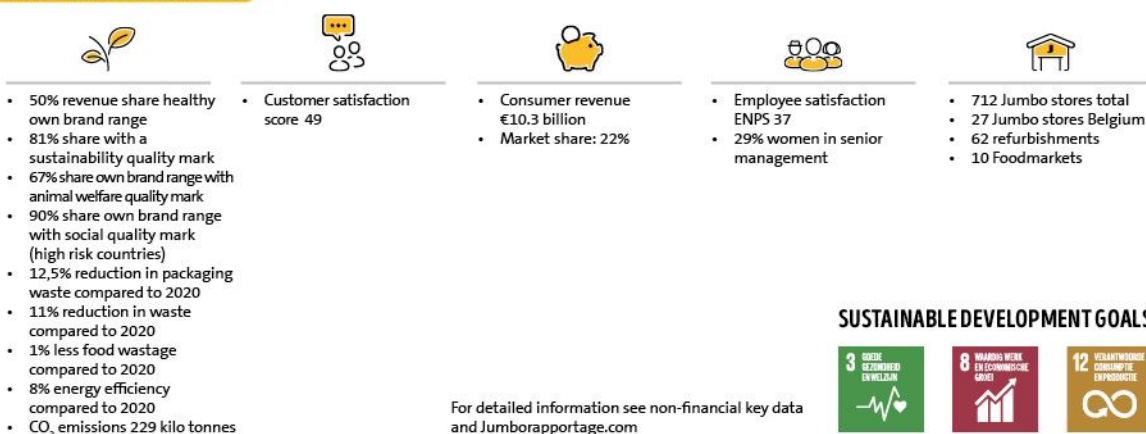 50% revenue share healthy
own brand range
81% share with a
sustainability quality mark
67% share own brand range with
animal welfare quality mark
90% share own brand range
with social quality mark
(high risk countries)
12,5% reduction in packaging
waste compared to 2020
11% reduction in waste
compared to 2020
1% less food wastage
compared to 2020
8% energy efficiency
compared to 2020
CO₂ emissions 229 kilo tonnes
Customer satisfaction
score 49
Consumer revenue
€10.3 billion
Market share: 22%
Employee satisfaction
ENPS 37
29% women in senior
management
712 Jumbo stores total
27 Jumbo stores Belgium
62 refurbishments
10 Foodmarkets
For detailed information see non-financial key data
and Jumborapportage.com
SUSTAINABLE DEVELOPMENT GOALS
3 GOEDE
GEZONDHEID
EN WELZIJN
8 WAARDIG WERK
EN ECONOMISCHE
GROEI
12 VERANTWOORDE
CONSUMPTIE
EN PRODUCTIE
J